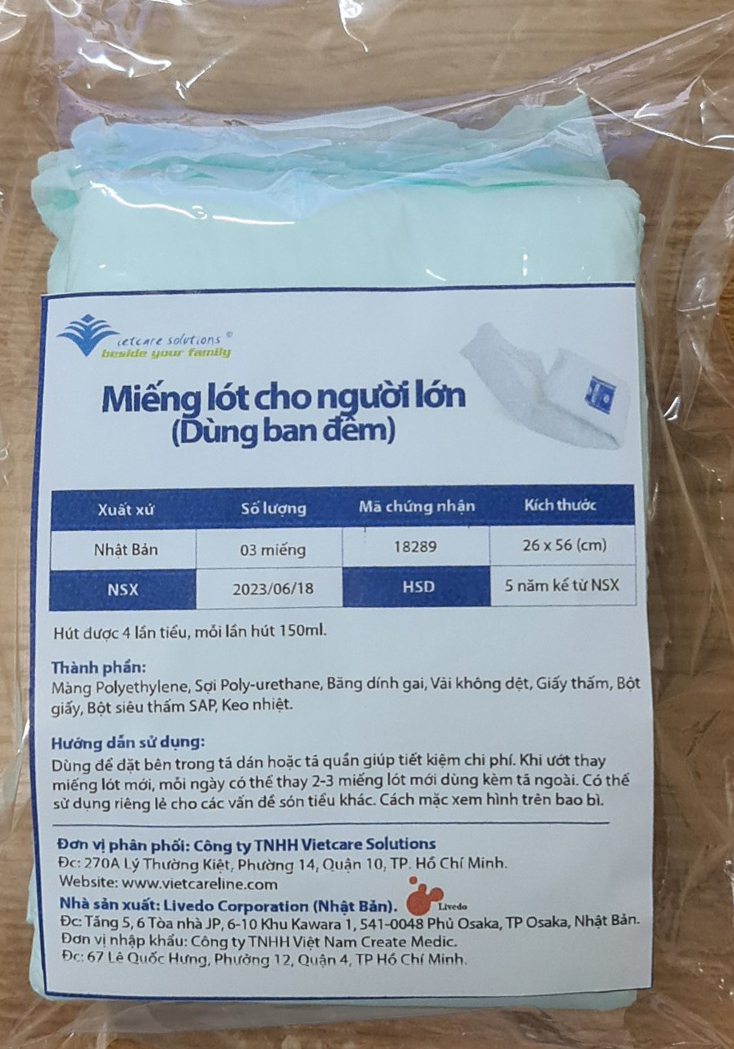 ietcare solutions ®
beside your family
Miếng lót cho người lớn
(Dùng ban đêm)
Xuất xứ Số lượng Mã chứng nhận Kích thước
Nhật Bản 03 miếng 18289 26 x 56 (cm)
NSX 2023/06/18 HSD 5 năm kể từ NSX
Hút được 4 lần tiểu, mỗi lần hút 150ml.
Thành phần:
Màng Polyethylene, Sợi Poly-urethane, Băng dính gai, Vải không dệt, Giấy thấm, Bột
giấy, Bột siêu thấm SAP, Keo nhiệt.
Hướng dẫn sử dụng:
Dùng để đặt bên trong tã dán hoặc tã quần giúp tiết kiệm chi phí. Khi ướt thay
miếng lót mới, mỗi ngày có thể thay 2-3 miếng lót mới dùng kèm tã ngoài. Có thể
sử dụng riêng lẻ cho các vấn đề són tiểu khác. Cách mặc xem hình trên bao bì.
Đơn vị phân phối: Công ty TNHH Vietcare Solutions
Đc: 270A Lý Thường Kiệt, Phường 14, Quận 10, TP. Hồ Chí Minh.
Website: www.vietcareline.com
Nhà sản xuất: Livedo Corporation (Nhật Bản). Livedo
Đc: Tầng 5, 6 Tòa nhà JP, 6-10 Khu Kawara 1, 541-0048 Phủ Osaka, TP Osaka, Nhật Bản.
Đơn vị nhập khẩu: Công ty TNHH Việt Nam Create Medic.
Đc: 67 Lê Quốc Hưng, Phường 12, Quận 4, TP Hồ Chí Minh.